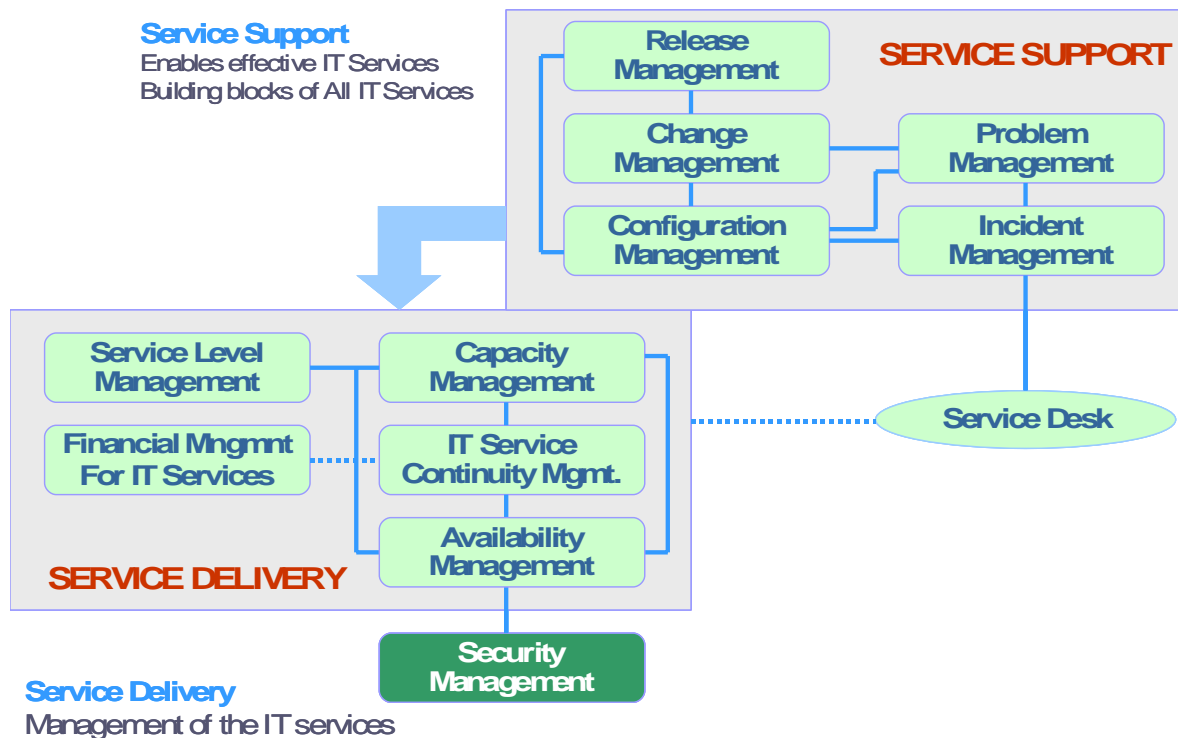 Service Support
Enables effective IT Services
Building blocks of All IT Services
SERVICE SUPPORT
Release
Management
Change
Management
Problem
Management
Configuration
Management
Incident
Management
Service Level
Management
Capacity
Management
Service Desk
Financial Mngmnt
For IT Services
IT Service
Continuity Mgmt.
Availability
Management
SERVICE DELIVERY
Security
Management
Service Delivery
Management of the IT services